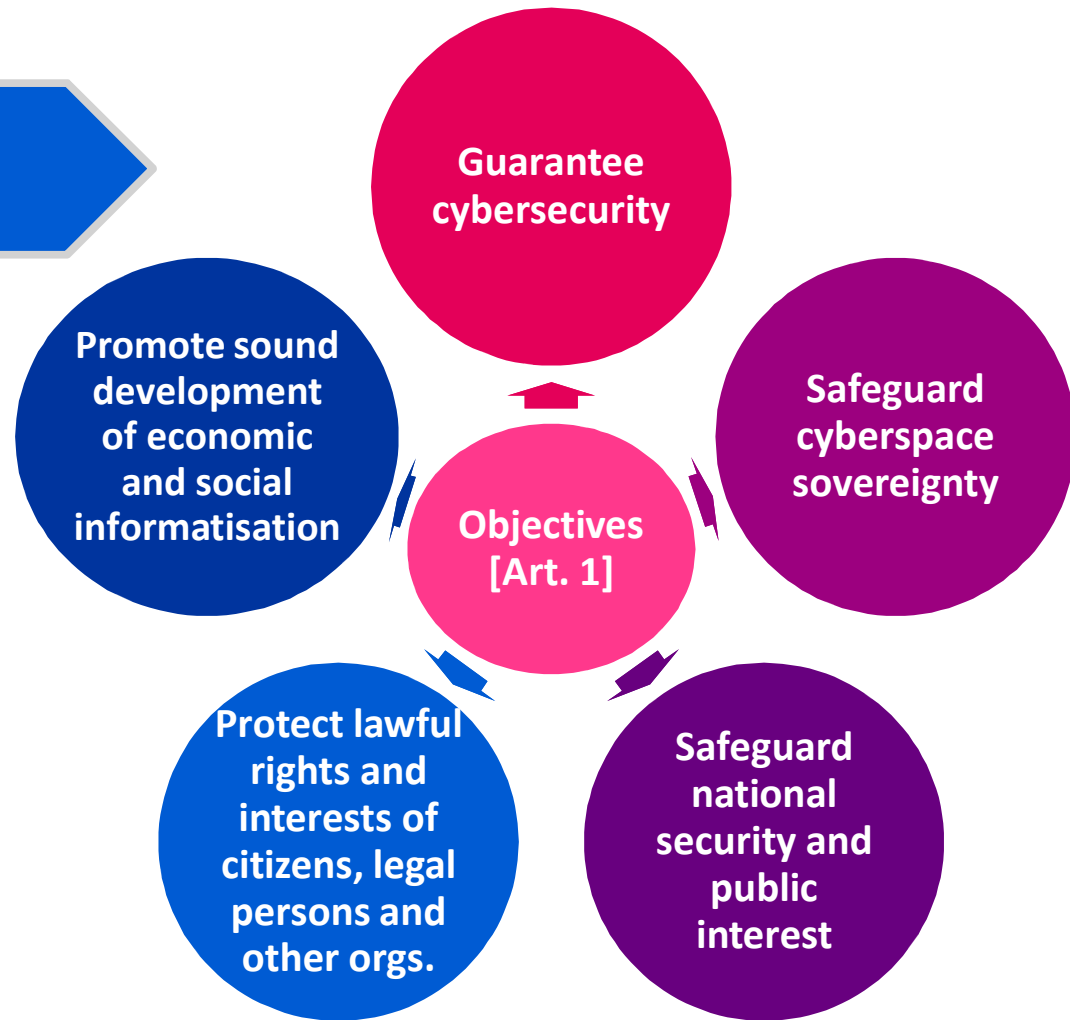 Guarantee
cybersecurity
Promote sound
development
of economic
and social
informatisation
Safeguard
cyberspace
sovereignty
Objectives
[Art. 1]
Protect lawful
rights and
interests of
citizens, legal
persons and
other orgs.
Safeguard
national
security and
public
interest